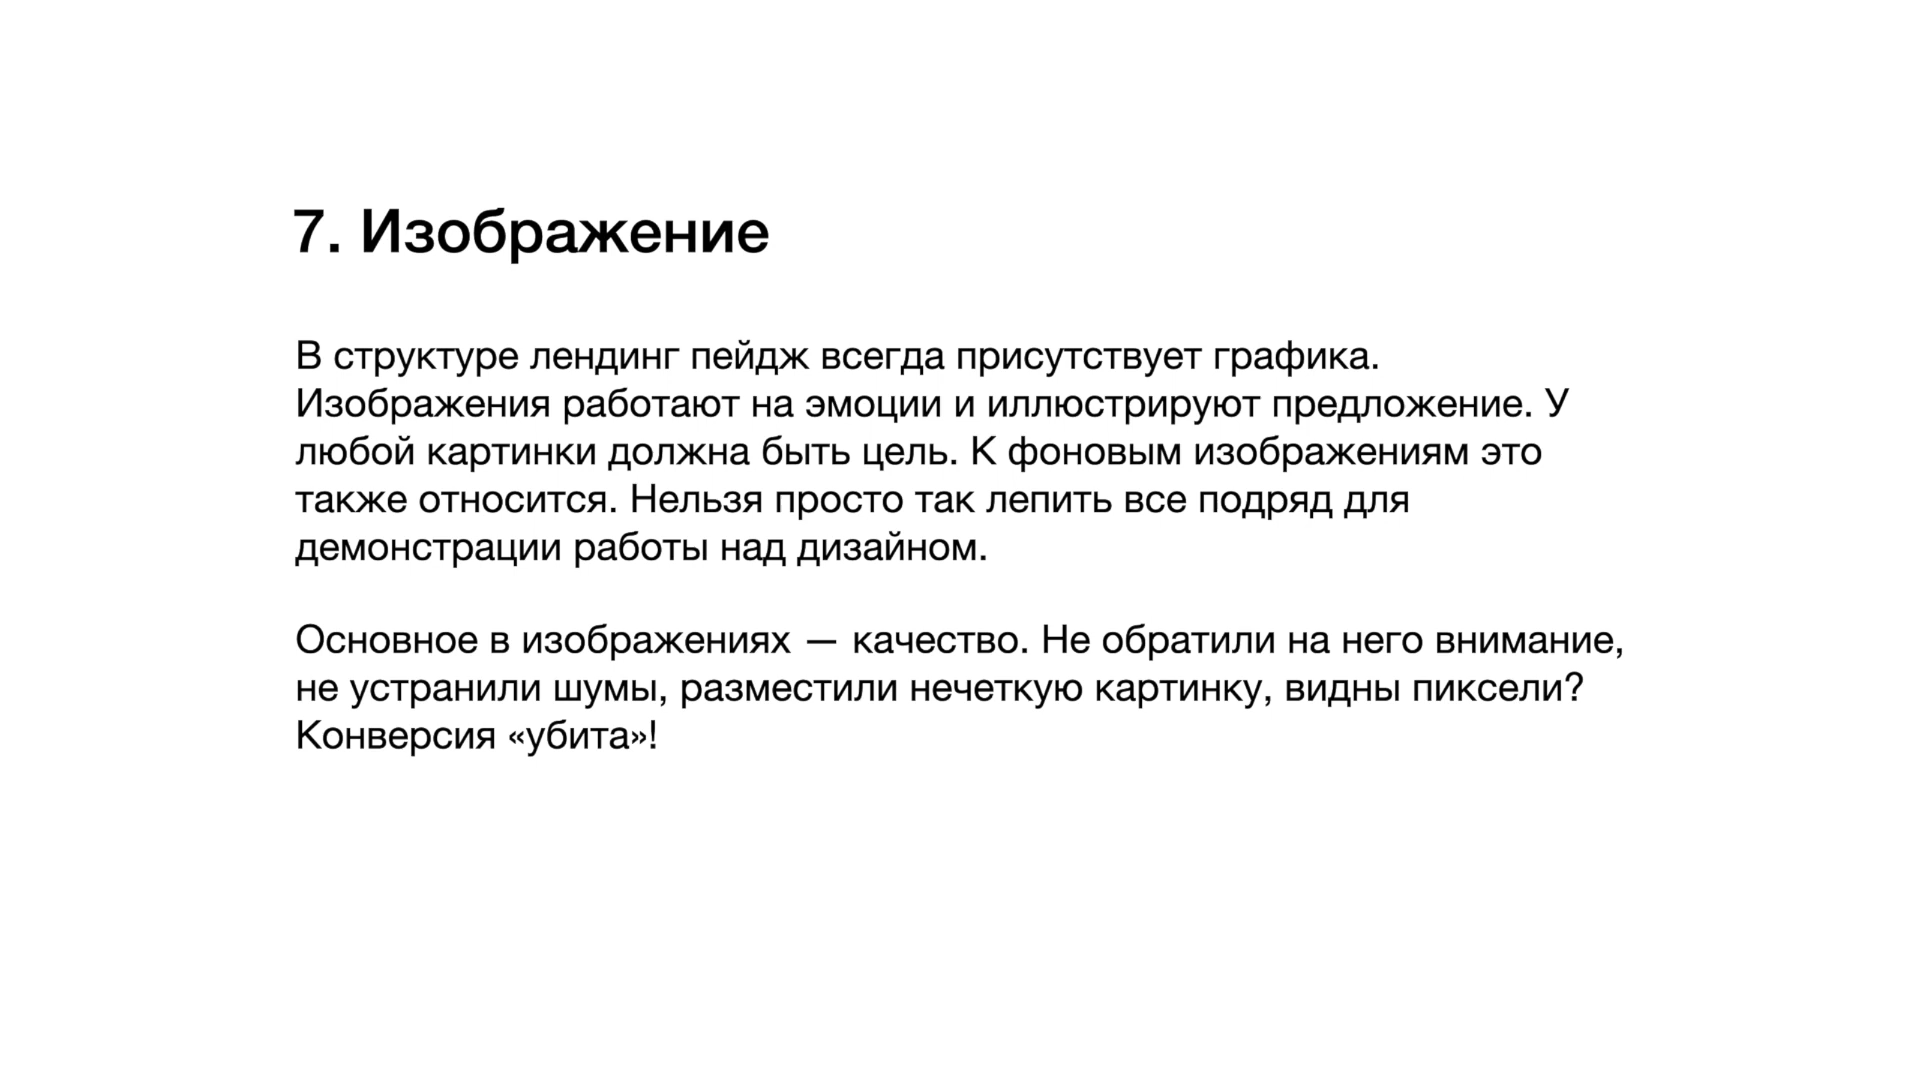 7. Изображение
В структуре лендинг пейдж всегда присутствует графика.
Изображения работают на эмоции и иллюстрируют предложение. У
любой картинки должна быть цель. К фоновым изображениям это
также относится. Нельзя просто так лепить все подряд для
демонстрации работы над дизайном.
Основное в изображениях — качество. Не обратили на него внимание,
не устранили шумы, разместили нечеткую картинку, видны пиксели?
Конверсия «убита»!